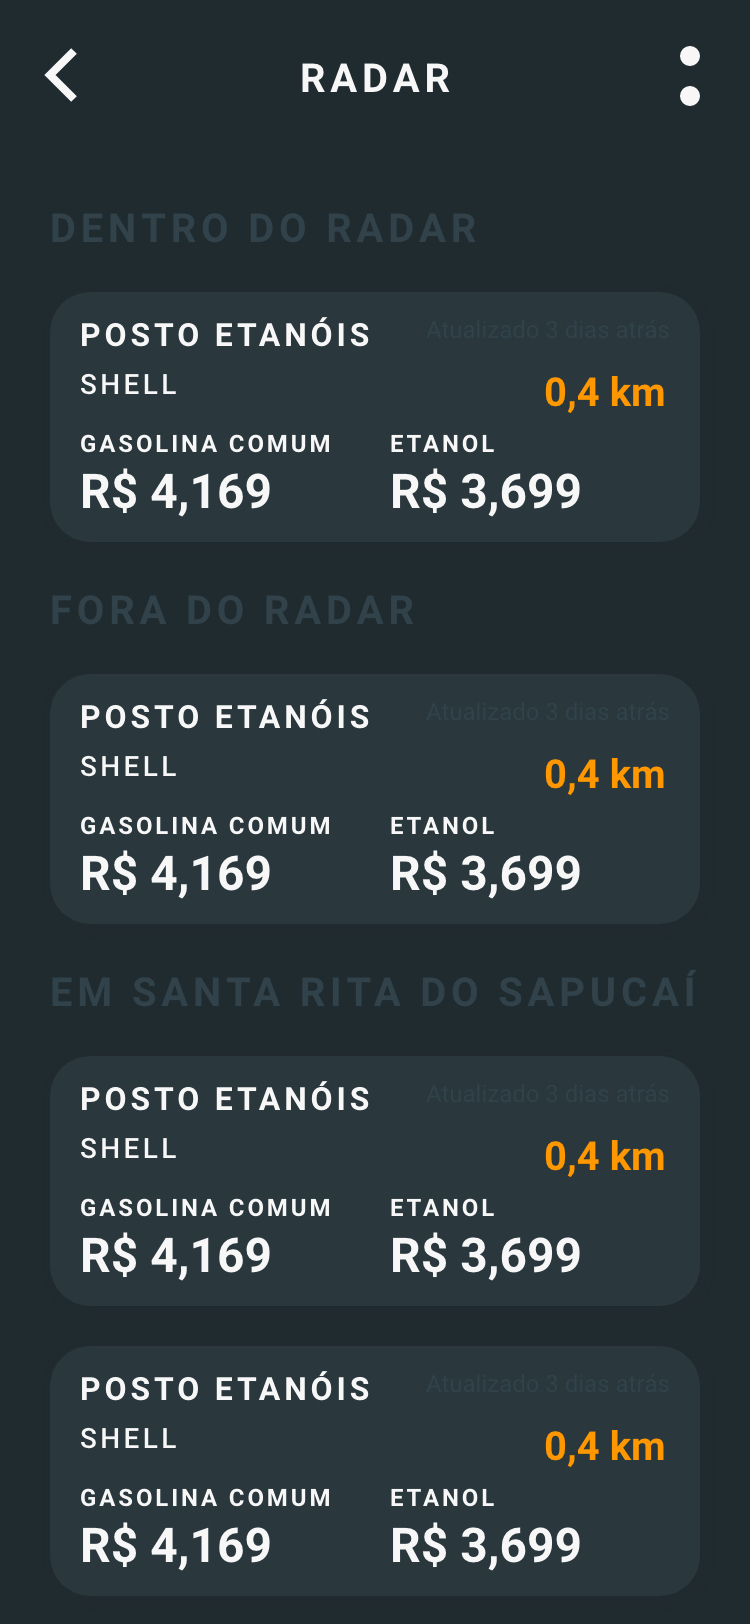 RADAR
DENTRO DO RADAR
POSTO ETANÓIS
Atualizado 3 dias atrás
SHELL
0,4 km
GASOLINA COMUM ETANOL
R$ 4,169 R$ 3,699
FORA DO RADAR
POSTO ETANÓIS
Atualizado 3 dias atrás
SHELL
0,4 km
GASOLINA COMUM ETANOL
R$ 4,169 R$ 3,699
EM SANTA RITA DO SAPUCAÍ
POSTO ETANÓIS
Atualizado 3 dias atrás
SHELL
0,4 km
GASOLINA COMUM ETANOL
R$ 4,169 R$ 3,699
POSTO ETANÓIS
Atualizado 3 dias atrás
SHELL
0,4 km
GASOLINA COMUM ETANOL
R$ 4,169 R$ 3,699